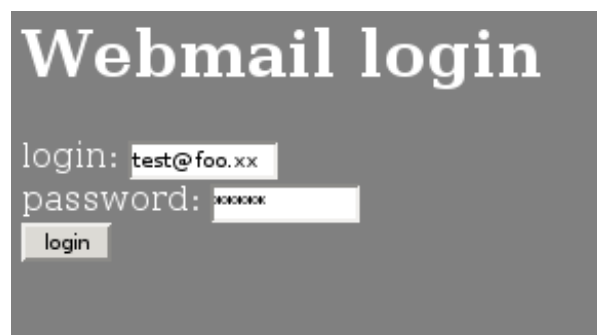 Webmail login
login: test@foo.xx
password: *****
login